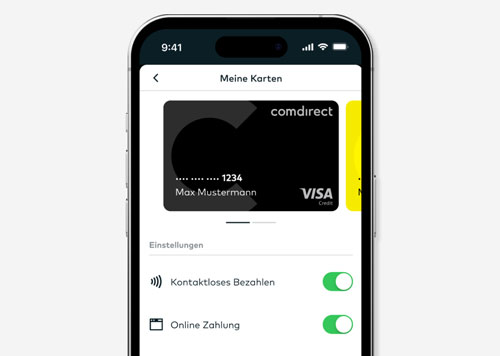 9:41
Meine Karten
comdirect
.... .... .... 1234
Max Mustermann
VISA
Credit
Einstellungen
Kontaktloses Bezahlen
Online Zahlung